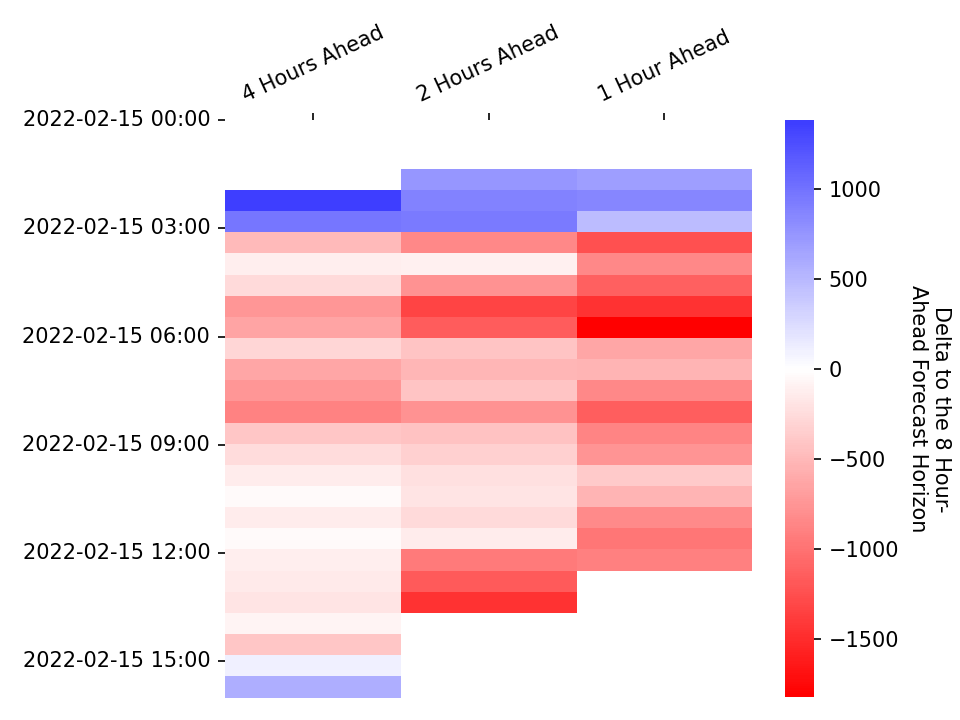 4 Hours Ahead
2 Hours Ahead
1 Hour Ahead
2022-02-15 00:00
2022-02-15 03:00
2022-02-15 06:00
2022-02-15 09:00
2022-02-15 12:00
2022-02-15 15:00
1000
500
0
−500
−1000
−1500
Delta to the 8 Hour-
Ahead Forecast Horizon